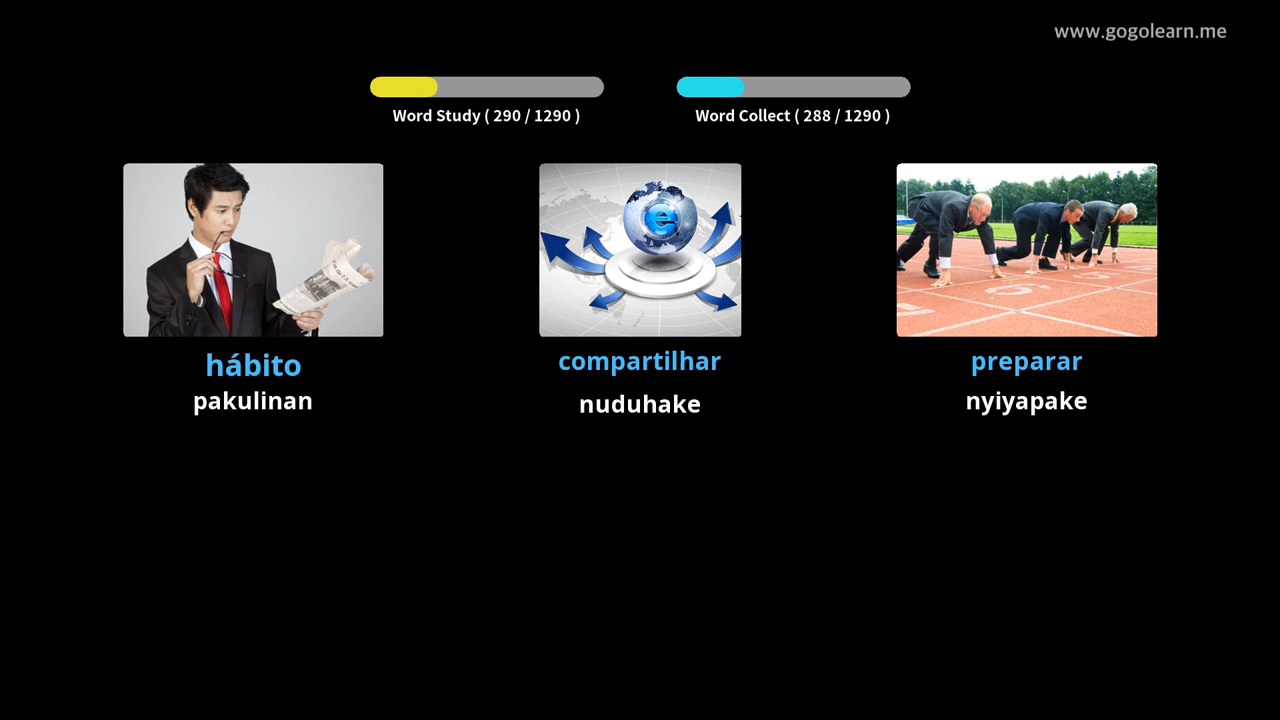 www.gogolearn.me
Word Study ( 290 / 1290 )
Word Collect ( 288 / 1290 )
hábito
pakulinan
compartilhar
nuduhake
preparar
nyiyapake